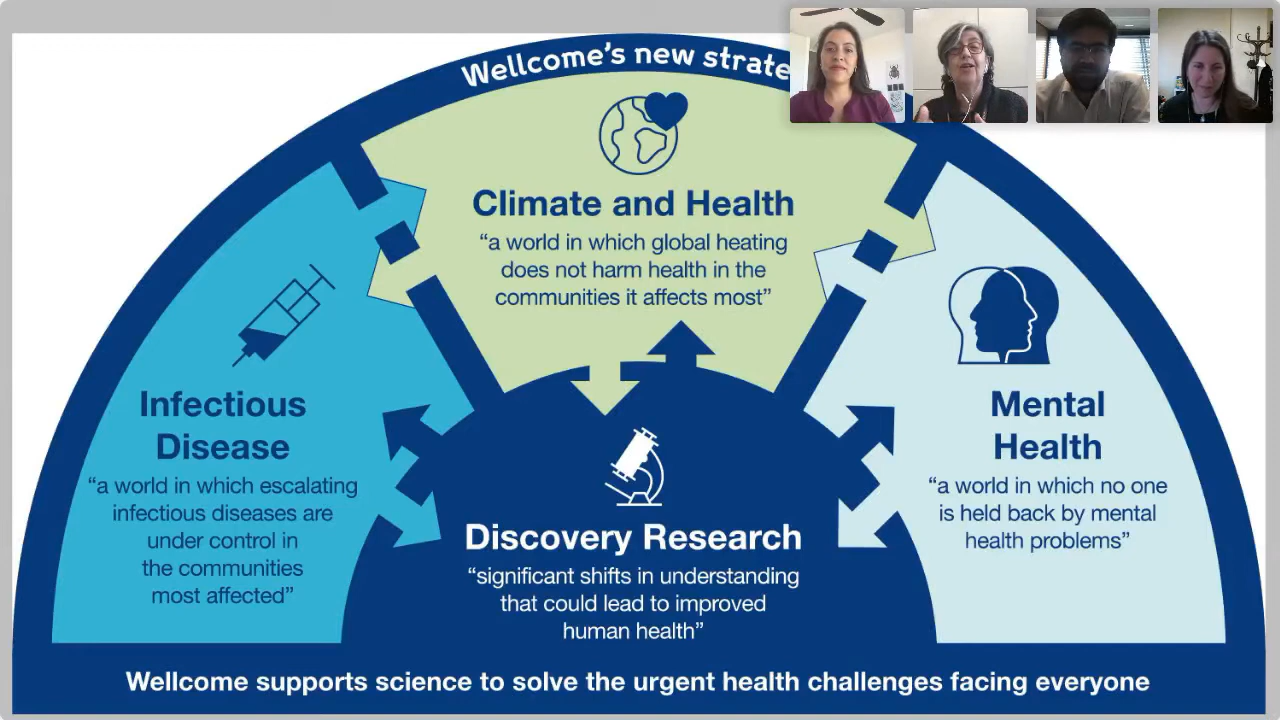 Wellcome's new strate
Climate and Health
“a world in which global heating
does not harm health in the
communities it affects most”
Infectious
Disease
“a world in which escalating
infectious diseases are
under control in
the communities
most affected”
Mental
Health
“a world in which no one
is held back by mental
health problems”
Discovery Research
“significant shifts in understanding
that could lead to improved
human health”
Wellcome supports science to solve the urgent health challenges facing everyone